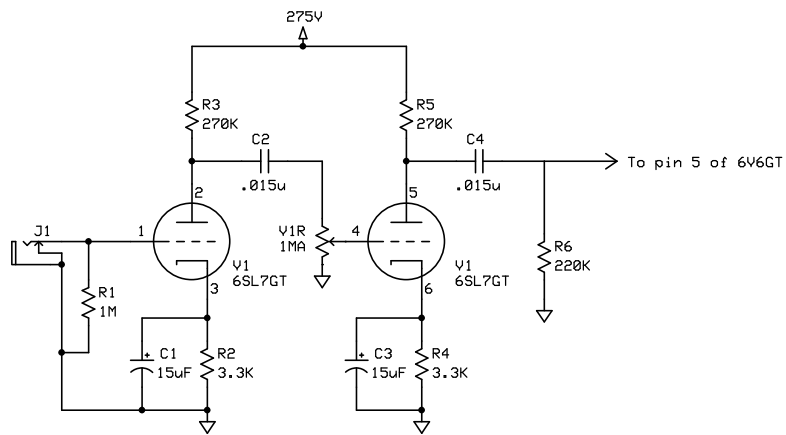 275V
R3
270K
R5
270K
C2
.015u
C4
.015u
To pin 5 of 6V6GT
2
5
J1
1
V1R
1MA
4
R6
220K
V1
6SL7GT
V1
6SL7GT
3
6
R1
1M
C1
15uF
R2
3.3K
C3
15uF
R4
3.3K
+
+